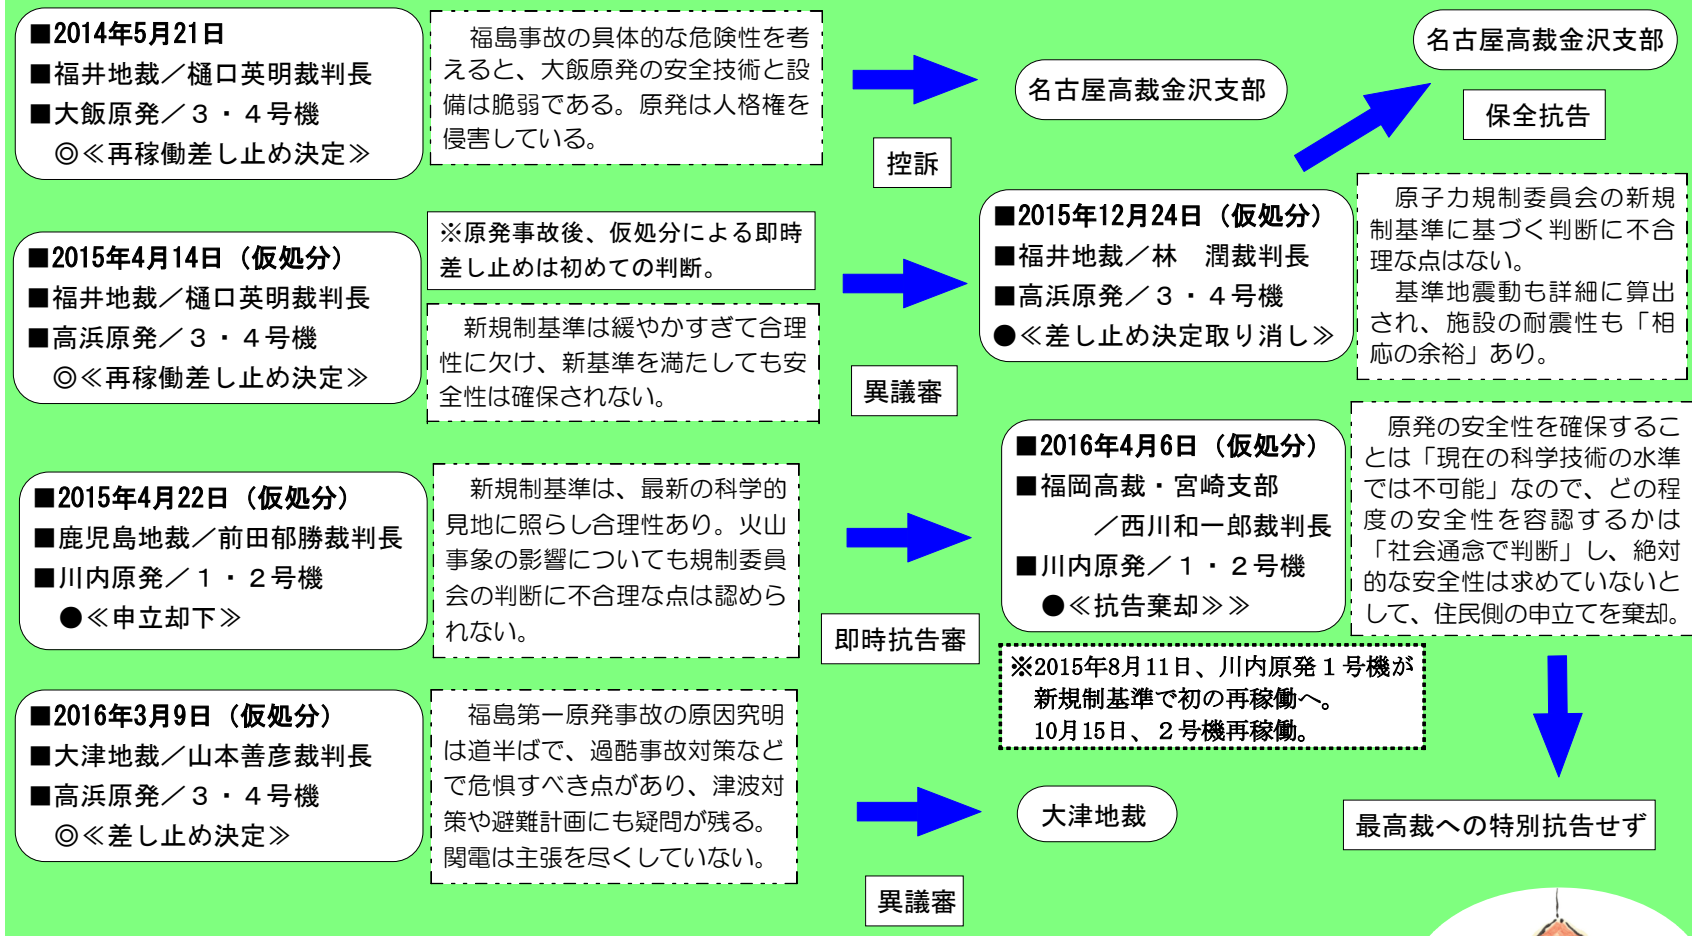 ■2014年5月21日
■福井地裁／樋口英明裁判長
■大飯原発／３・４号機
◎≪再稼働差し止め決定≫
福島事故の具体的な危険性を考
えると、大飯原発の安全技術と設
備は脆弱である。原発は人格権を
侵害している。
控訴
名古屋高裁金沢支部
名古屋高裁金沢支部
保全抗告
■2015年4月14日（仮処分）
■福井地裁／樋口英明裁判長
■高浜原発／３・４号機
◎≪再稼働差し止め決定≫
※原発事故後、仮処分による即時
差し止めは初めての判断。
新規制基準は緩やかすぎて合理
性に欠け、新基準を満たしても安
全性は確保されない。
異議審
■2015年12月24日（仮処分）
■福井地裁／林　潤裁判長
■高浜原発／３・４号機
●≪差し止め決定取り消し≫
原子力規制委員会の新規
制基準に基づく判断に不合
理な点はない。
基準地震動も詳細に算出
され、施設の耐震性も「相
応の余裕」あり。
■2015年4月22日（仮処分）
■鹿児島地裁／前田郁勝裁判長
■川内原発／１・２号機
●≪申立却下≫
新規制基準は、最新の科学的
見地に照らし合理性あり。火山
事象の影響についても規制委員
会の判断に不合理な点は認めら
れない。
即時抗告審
■2016年4月6日（仮処分）
■福岡高裁・宮崎支部
／西川和一郎裁判長
■川内原発／１・２号機
●≪抗告棄却≫≫
原発の安全性を確保するこ
とは「現在の科学技術の水準
では不可能」なので、どの程
度の安全性を容認するかは
「社会通念で判断」し、絶対
的な安全性は求めていないと
して、住民側の申立てを棄却。
※2015年8月11日、川内原発１号機が
新規制基準で初の再稼働へ。
10月15日、２号機再稼働。
最高裁への特別抗告せず
■2016年3月9日（仮処分）
■大津地裁／山本善彦裁判長
■高浜原発／３・４号機
◎≪差し止め決定≫
福島第一原発事故の原因究明
は道半ばで、過酷事故対策など
で危惧すべき点があり、津波対
策や避難計画にも疑問が残る。
関電は主張を尽くしていない。
異議審
大津地裁